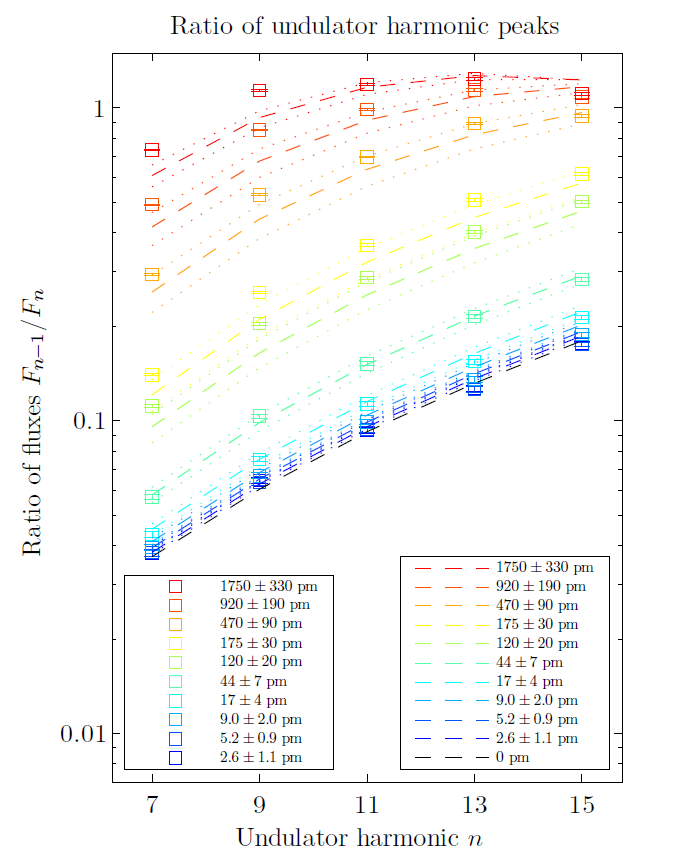 Ratio of undulator harmonic peaks
1
0.1
0.01
Ratio of fluxes Fₙ₋₁/Fₙ
1750 ± 330 pm
920 ± 190 pm
470 ± 90 pm
175 ± 30 pm
120 ± 20 pm
44 ± 7 pm
17 ± 4 pm
9.0 ± 2.0 pm
5.2 ± 0.9 pm
2.6 ± 1.1 pm
1750 ± 330 pm
920 ± 190 pm
470 ± 90 pm
175 ± 30 pm
120 ± 20 pm
44 ± 7 pm
17 ± 4 pm
9.0 ± 2.0 pm
5.2 ± 0.9 pm
2.6 ± 1.1 pm
0 pm
7 9 11 13 15
Undulator harmonic n